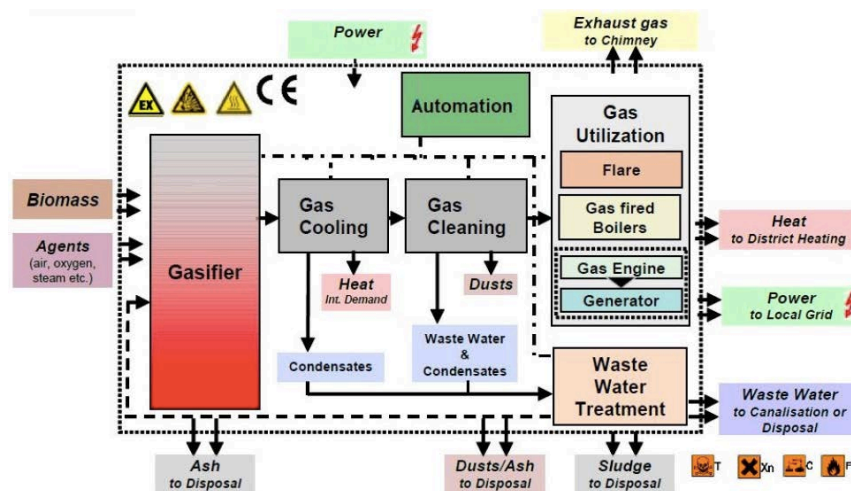 Power
Exhaust gas
to Chimney
EX
CE
Automation
Gas
Utilization
Flare
Gas fired
Boilers
Gas Engine
Generator
Biomass
Agents
(air, oxygen,
steam etc.)
Gasifier
Gas
Cooling
Gas
Cleaning
Heat
Int. Demand
Dusts
Heat
to District Heating
Power
to Local Grid
Condensates
Waste Water
&
Condensates
Waste
Water
Treatment
Waste Water
to Canalisation or
Disposal
Ash
to Disposal
Dusts/Ash
to Disposal
Sludge
to Disposal
T
Xn
C
F